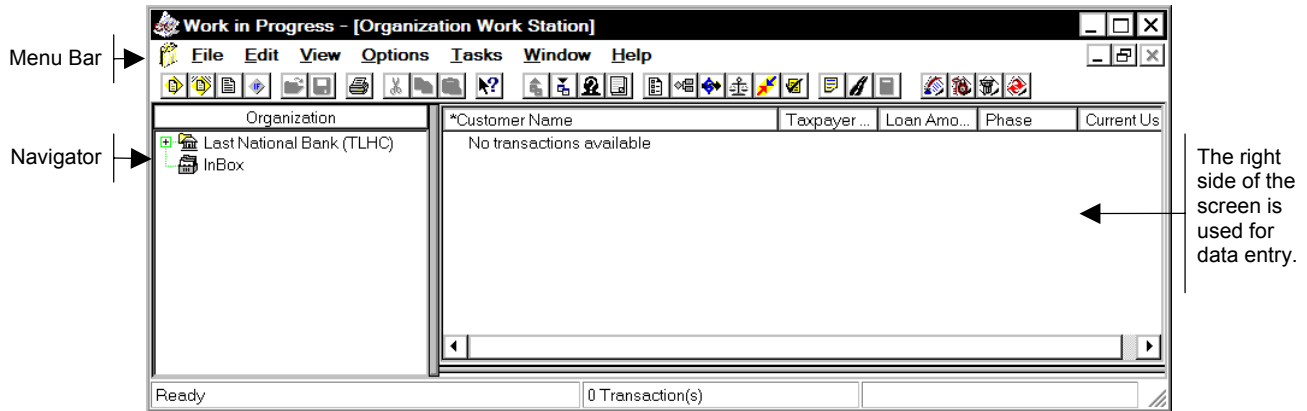 Work in Progress - [Organization Work Station]
Menu Bar
File Edit View Options Tasks Window Help
Organization
*Customer Name Taxpayer ... Loan Amo... Phase Current Us
Navigator
Last National Bank (TLHC)
InBox
No transactions available
The right
side of the
screen is
used for
data entry.
Ready 0 Transaction(s)